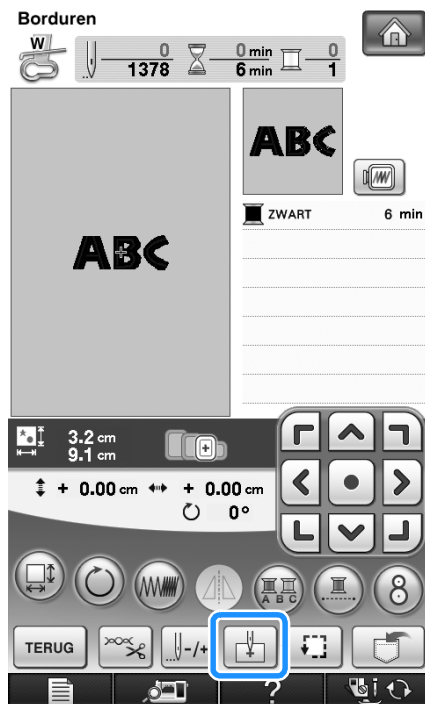 Borduren
W
0 0 min 0
1378 6 min 1
ABC
ABC
ZWART 6 min
3.2 cm
9.1 cm
+ 0.00 cm + 0.00 cm
0°
A B C
8
TERUG -/+
? i